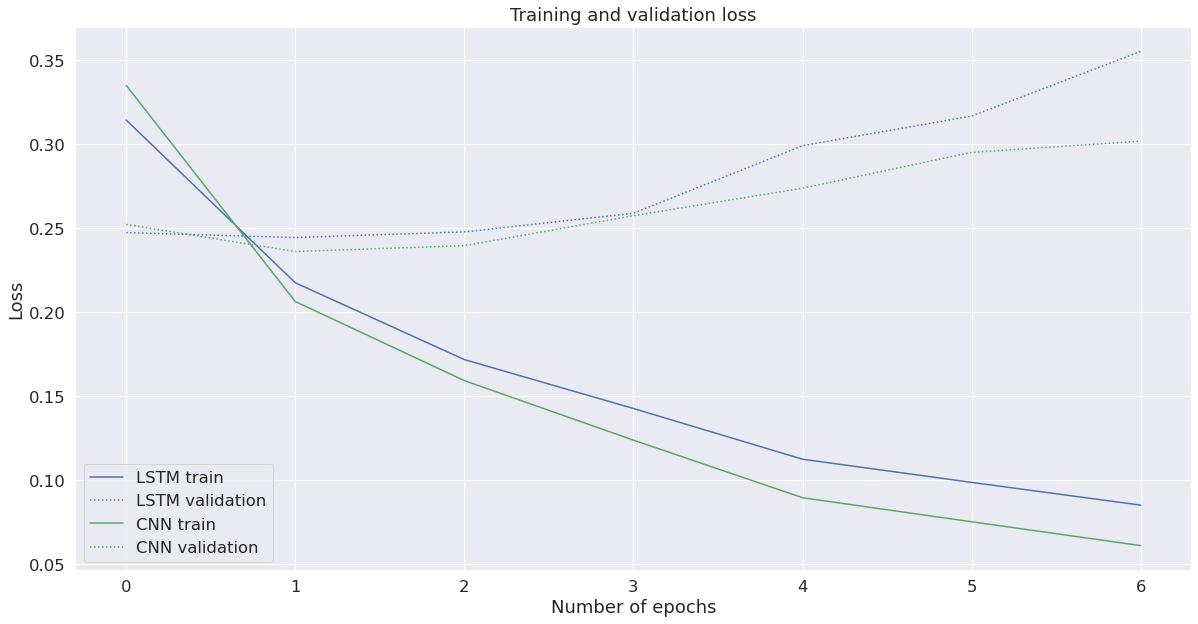 Training and validation loss
0.35
0.30
0.25
0.20
0.15
0.10
0.05
Loss
LSTM train
LSTM validation
CNN train
CNN validation
0 1 2 3 4 5 6
Number of epochs